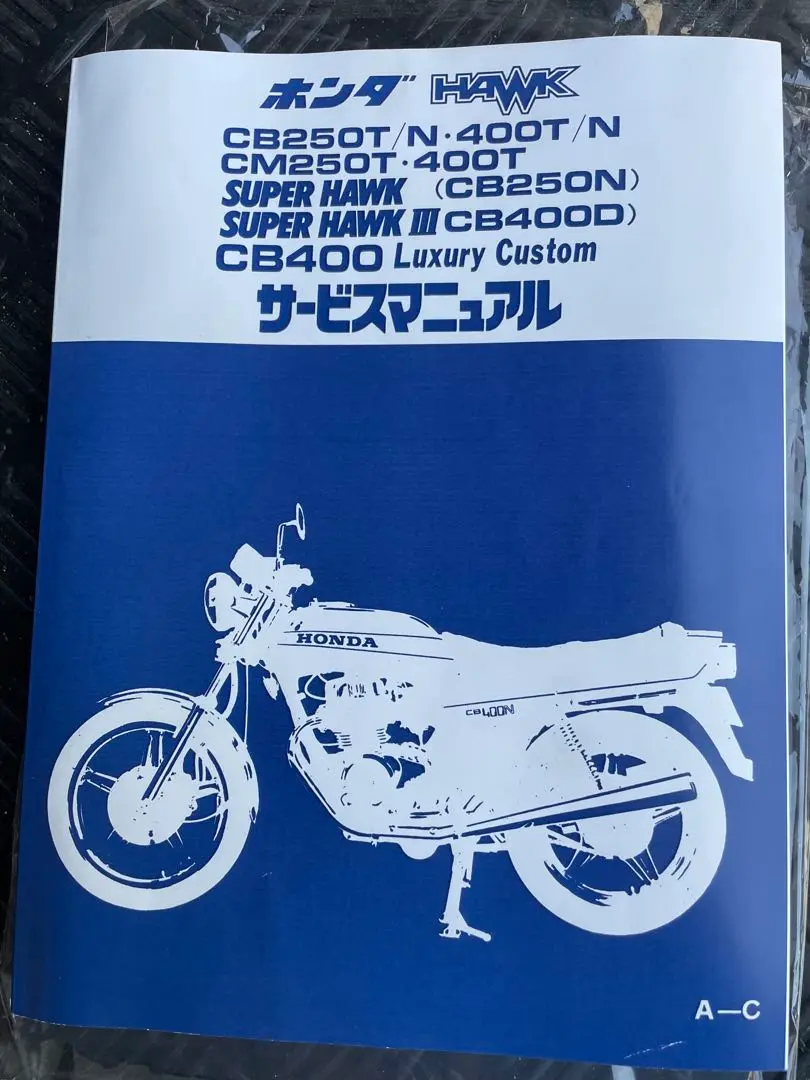 ホンダ HAWK
CB250T/N・400T/N
CM250T・400T
SUPER HAWK (CB250N)
SUPER HAWK III CB400D)
CB400 Luxury Custom
サービスマニュアル
HONDA
CB400N
A—C